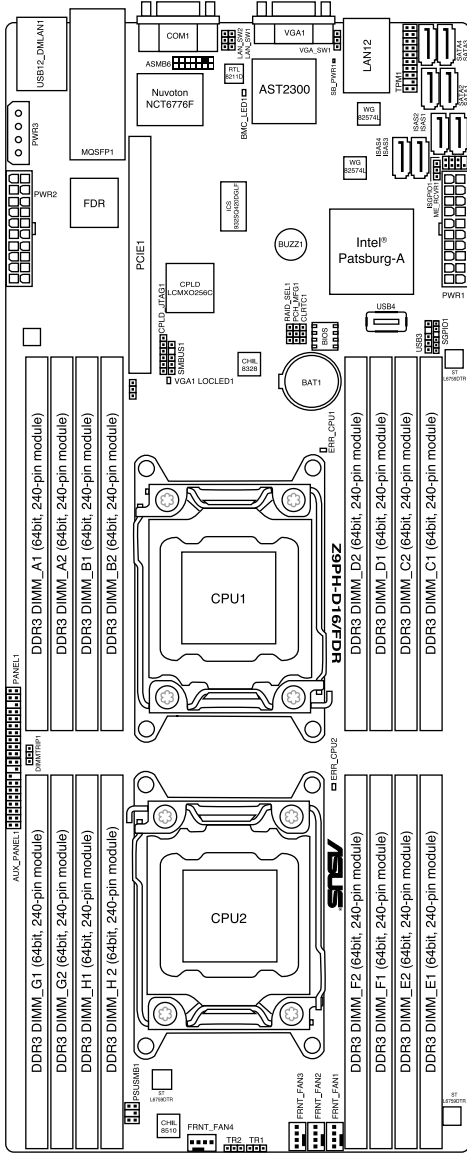 USB12_DMLAN1
COM1
LAN_SW2
LAN_SW1
VGA1
VGA_SW1
LAN12
SATA4
SATA3
TPM1
ASMB6
RTL
8211D
Nuvoton
NCT6776F
BMC_LED1
AST2300
SB_PWR1
SATA2
PWR3
MQSFP1
WG
82574L
ISAS2
ISAS1
ISAS4
ISAS3
WG
82574L
PWR2
FDR
ISGPIO1
ME_RCVR1
PCIE1
BUZZ1
Intel®
Patsburg-A
PWR1
CPLD
LCMXO256C
CPLD_JTAG1
SMBUS1
RAID_SEL1
PCH_MFG1
CLRTC1
BIOS
USB4
USB3
SGPIO1
ST
L6759DTR
VGA1 LOCLED1
CHIL
8328
BAT1
ERR_CPU1
DDR3 DIMM_A1 (64bit, 240-pin module)
DDR3 DIMM_A2 (64bit, 240-pin module)
DDR3 DIMM_B1 (64bit, 240-pin module)
DDR3 DIMM_B2 (64bit, 240-pin module)
CPU1
Z9PH-D16/FDR
DDR3 DIMM_D2 (64bit, 240-pin module)
DDR3 DIMM_D1 (64bit, 240-pin module)
DDR3 DIMM_C2 (64bit, 240-pin module)
DDR3 DIMM_C1 (64bit, 240-pin module)
PANEL1
DIMMTRIP1
AUX_PANEL1
ERR_CPU2
DDR3 DIMM_G1 (64bit, 240-pin module)
DDR3 DIMM_G2 (64bit, 240-pin module)
DDR3 DIMM_H1 (64bit, 240-pin module)
DDR3 DIMM_H 2 (64bit, 240-pin module)
CPU2
ASUS
DDR3 DIMM_F2 (64bit, 240-pin module)
DDR3 DIMM_F1 (64bit, 240-pin module)
DDR3 DIMM_E2 (64bit, 240-pin module)
DDR3 DIMM_E1 (64bit, 240-pin module)
PSUSMB1
ST
L6759DTR
CHIL
8510
FRNT_FAN4
TR2
TR1
FRNT_FAN3
FRNT_FAN2
FRNT_FAN1
ST
L6759DTR